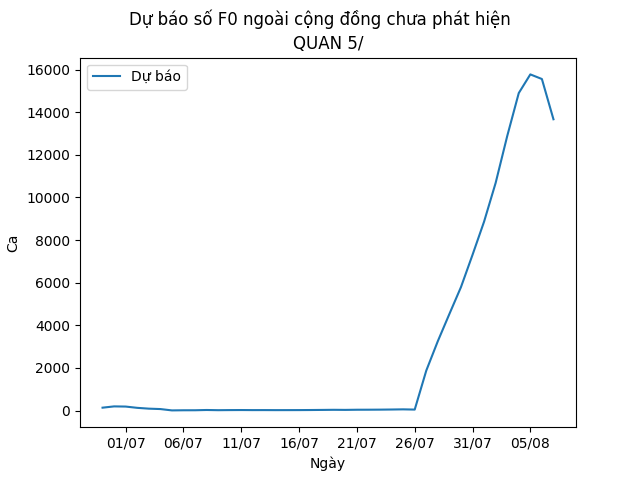 Dự báo số F0 ngoài cộng đồng chưa phát hiện
QUAN 5/
Dự báo
16000
14000
12000
10000
8000
6000
4000
2000
0
Ca
01/07 06/07 11/07 16/07 21/07 26/07 31/07 05/08
Ngày